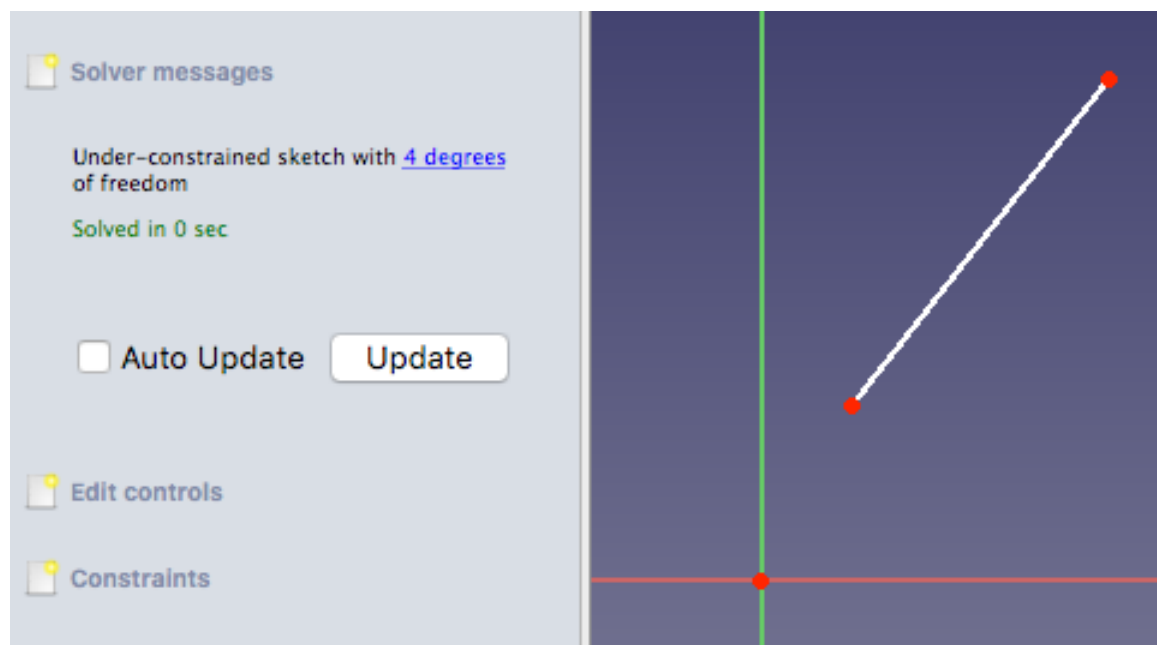 Solver messages
Under-constrained sketch with 4 degrees
of freedom
Solved in 0 sec
Auto Update
Update
Edit controls
Constraints